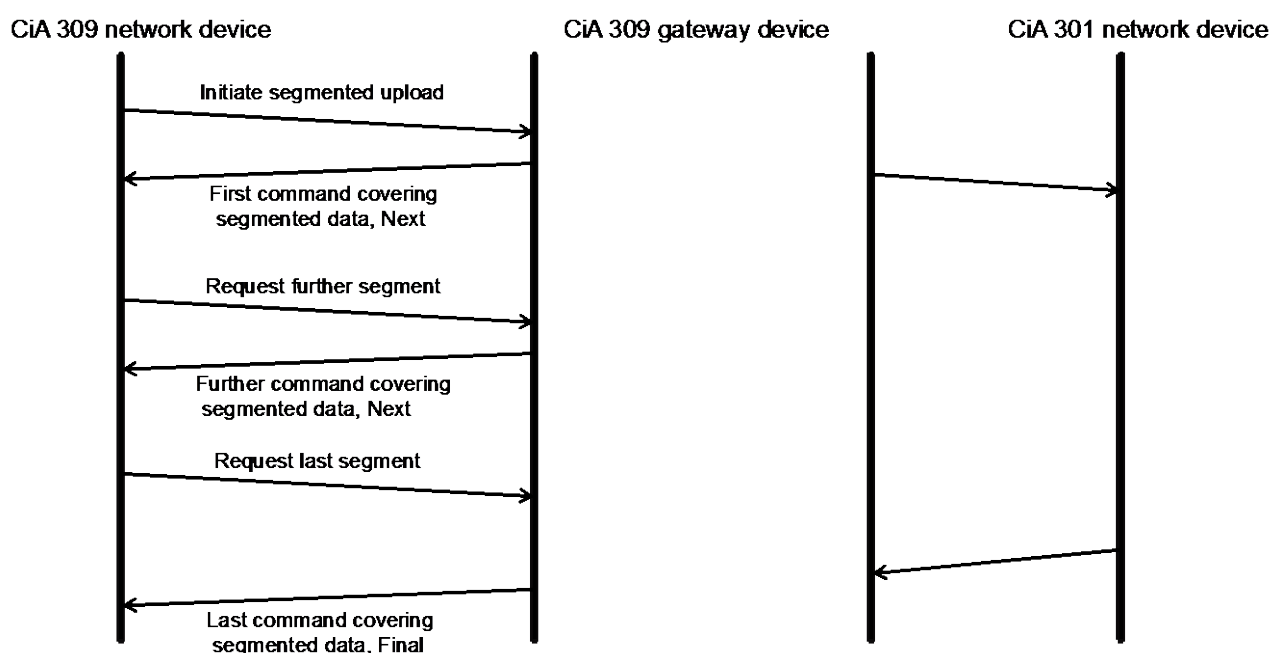 CiA 309 network device
CiA 309 gateway device
CiA 301 network device
Initiate segmented upload
First command covering
segmented data, Next
Request further segment
Further command covering
segmented data, Next
Request last segment
Last command covering
segmented data, Final